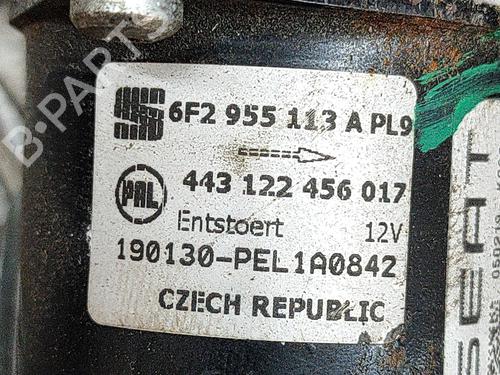 6F2 955 113 A PL9
PAL
443 122 456 017
Entstoert 12V
190130-PEL1A0842
CZECH REPUBLIC
SEAT
B-PARTS